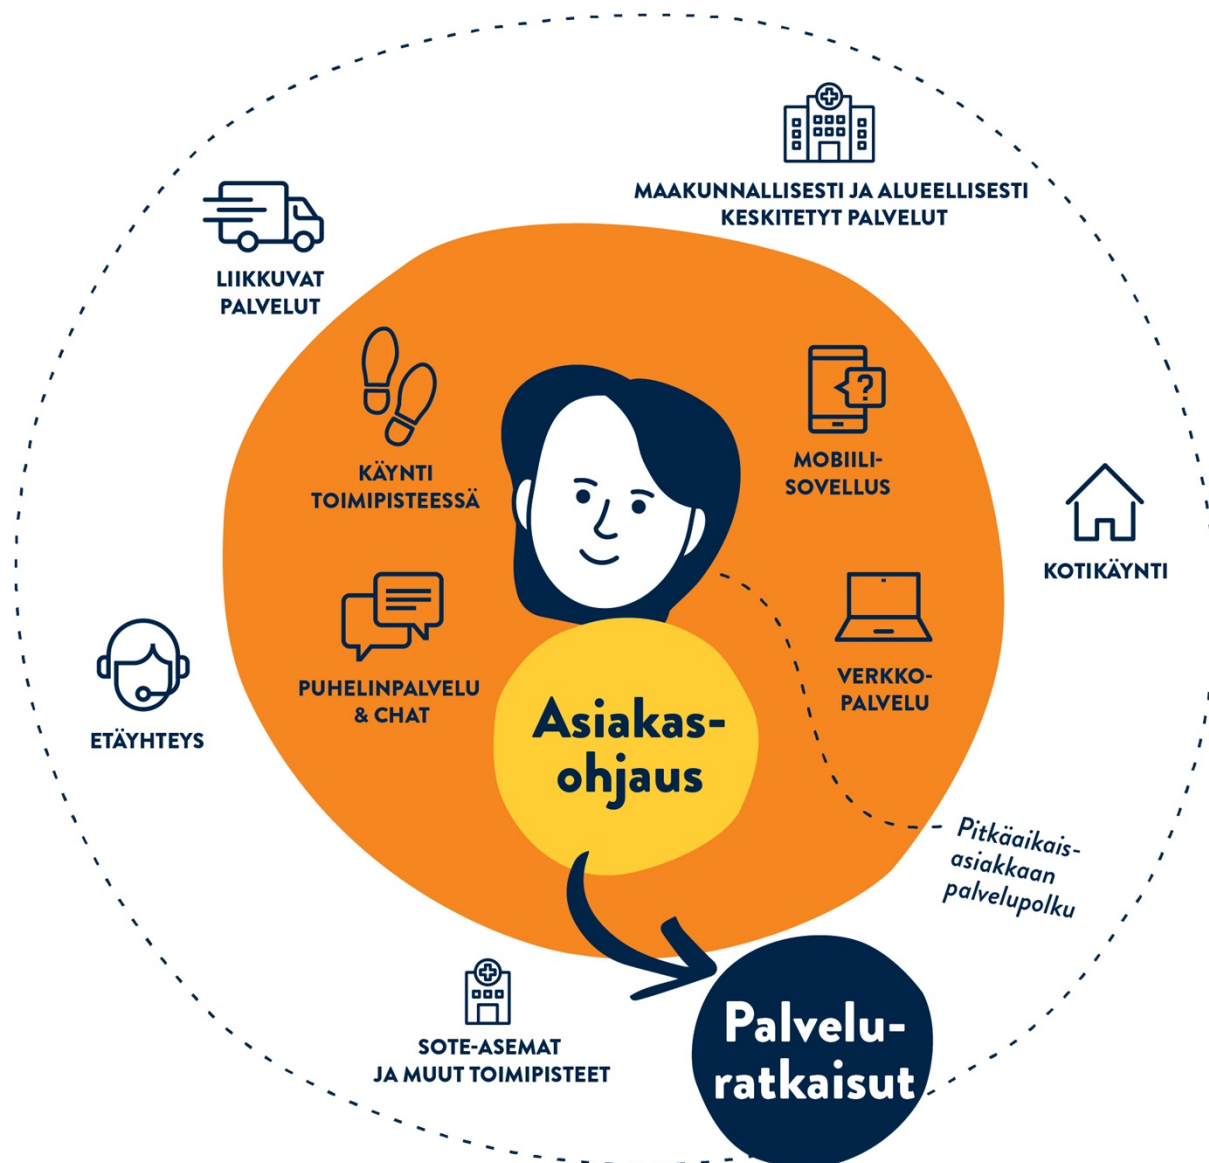 MAAKUNNALLISESTI JA ALUEELLISESTI
KESKITETYT PALVELUT
LIIKKUVAT
PALVELUT
KÄYNTI
TOIMIPISTEESSÄ
MOBIILI-
SOVELLUS
KOTIKÄYNTI
PUHELINPALVELU
& CHAT
VERKKO-
PALVELU
ETÄYHTEYS
Asiakas-
ohjaus
Pitkäaikais-
asiakkaan
palvelupolku
SOTE-ASEMAT
JA MUUT TOIMIPISTEET
Palvelu-
ratkaisut